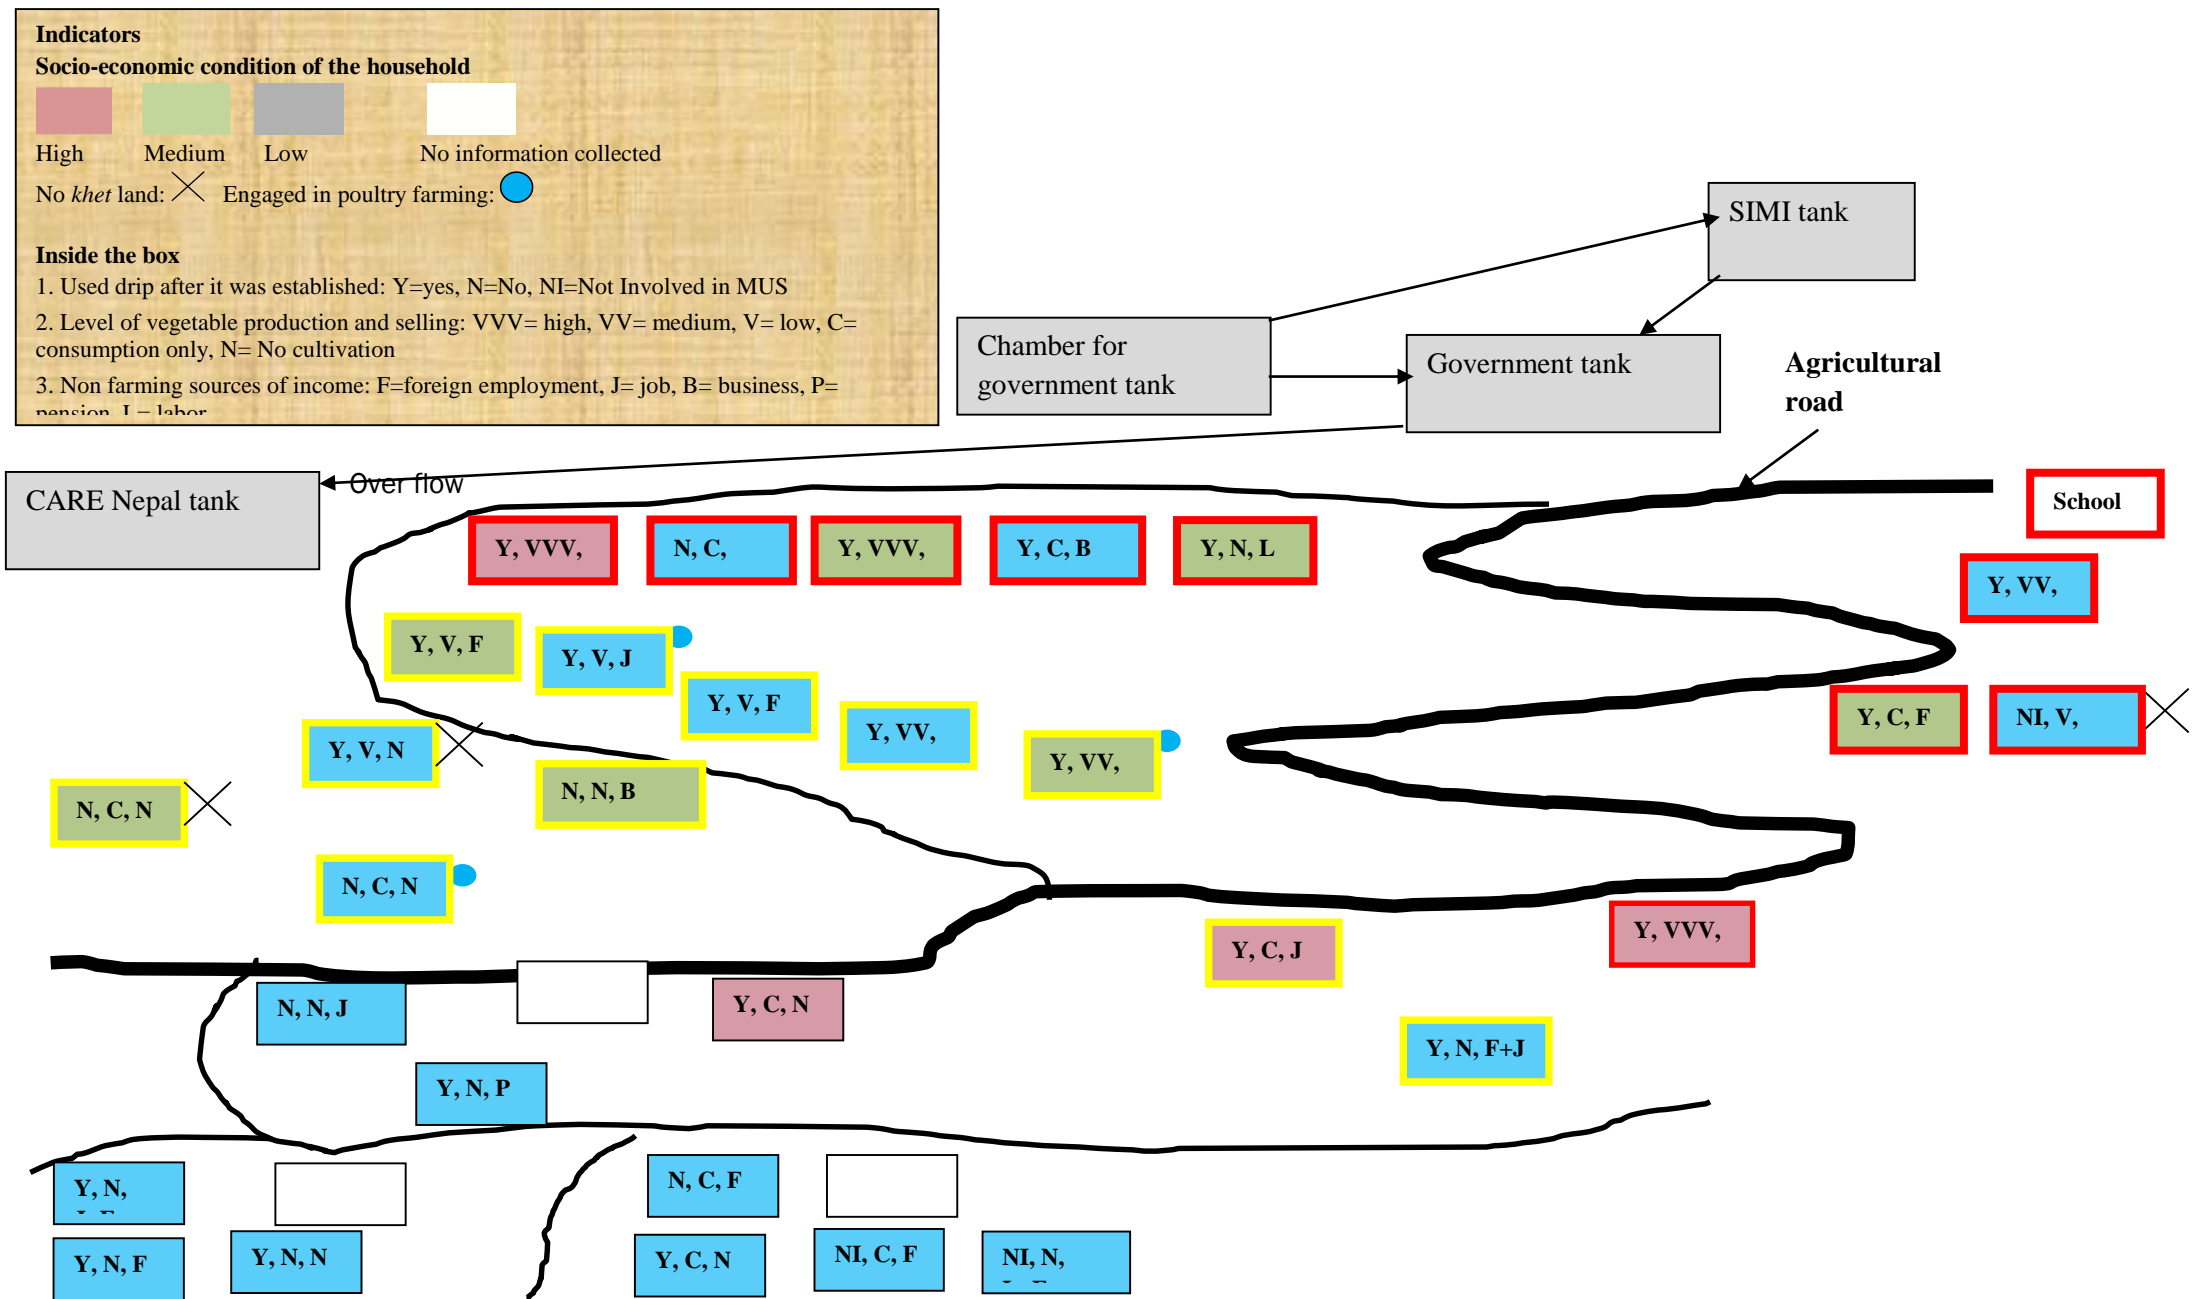 Indicators
Socio-economic condition of the household
High Medium Low No information collected
No khet land: Engaged in poultry farming:
Inside the box
1. Used drip after it was established: Y=yes, N=No, NI=Not Involved in MUS
2. Level of vegetable production and selling: VVV= high, VV= medium, V= low, C=
consumption only, N= No cultivation
3. Non farming sources of income: F=foreign employment, J= job, B= business, P=
pension, L= labor
SIMI tank
Chamber for
government tank
Government tank
Agricultural
road
CARE Nepal tank
Over flow
School
Y, VVV,
N, C,
Y, VVV,
Y, C, B
Y, N, L
Y, VV,
Y, V, F
Y, V, J
Y, V, F
Y, VV,
Y, VV,
Y, C, F
NI, V,
Y, V, N
N, N, B
N, C, N
N, C, N
Y, C, J
Y, VVV,
N, N, J
Y, C, N
Y, N, F+J
Y, N, P
Y, N,
N, C, F
Y, N, F
Y, N, N
Y, C, N
NI, C, F
NI, N,